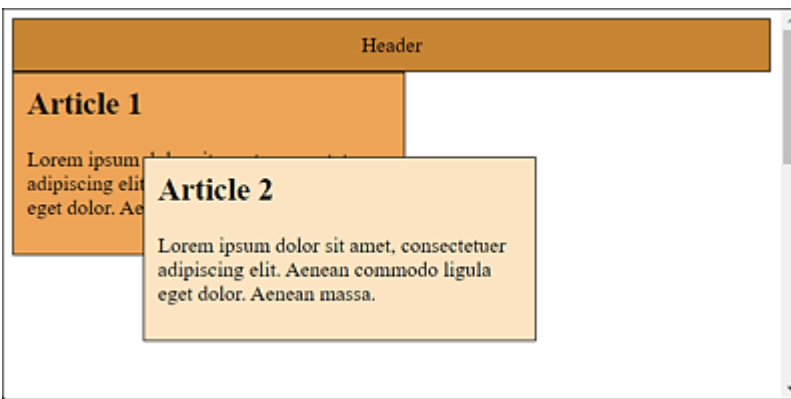 Header
Article 1
Lorem ipsum
adipiscing elit
eget dolor. Ae
Article 2
Lorem ipsum dolor sit amet, consectetuer
adipiscing elit. Aenean commodo ligula
eget dolor. Aenean massa.